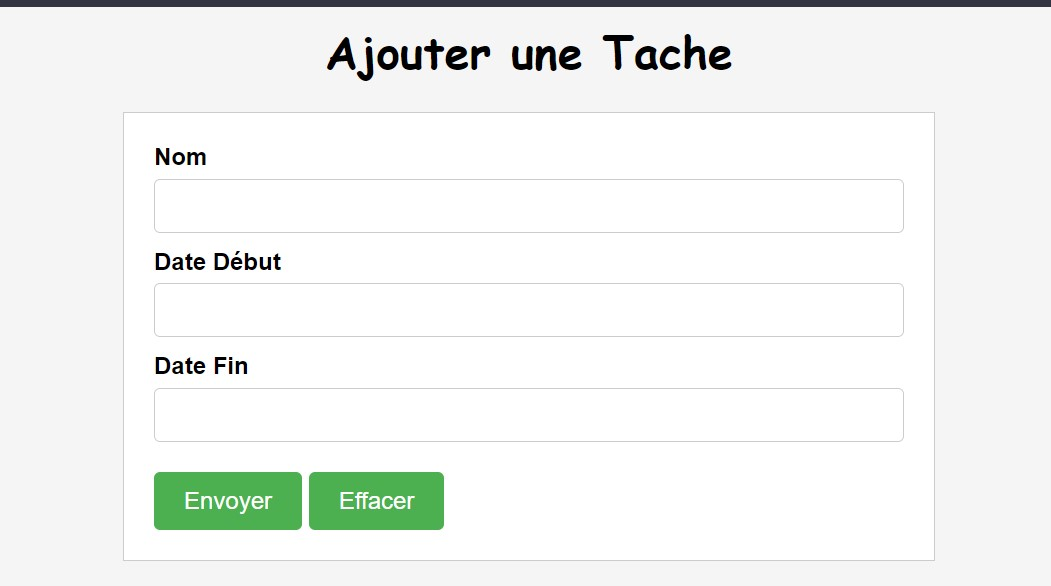 Ajouter une Tache
Nom
Date Début
Date Fin
Envoyer Effacer